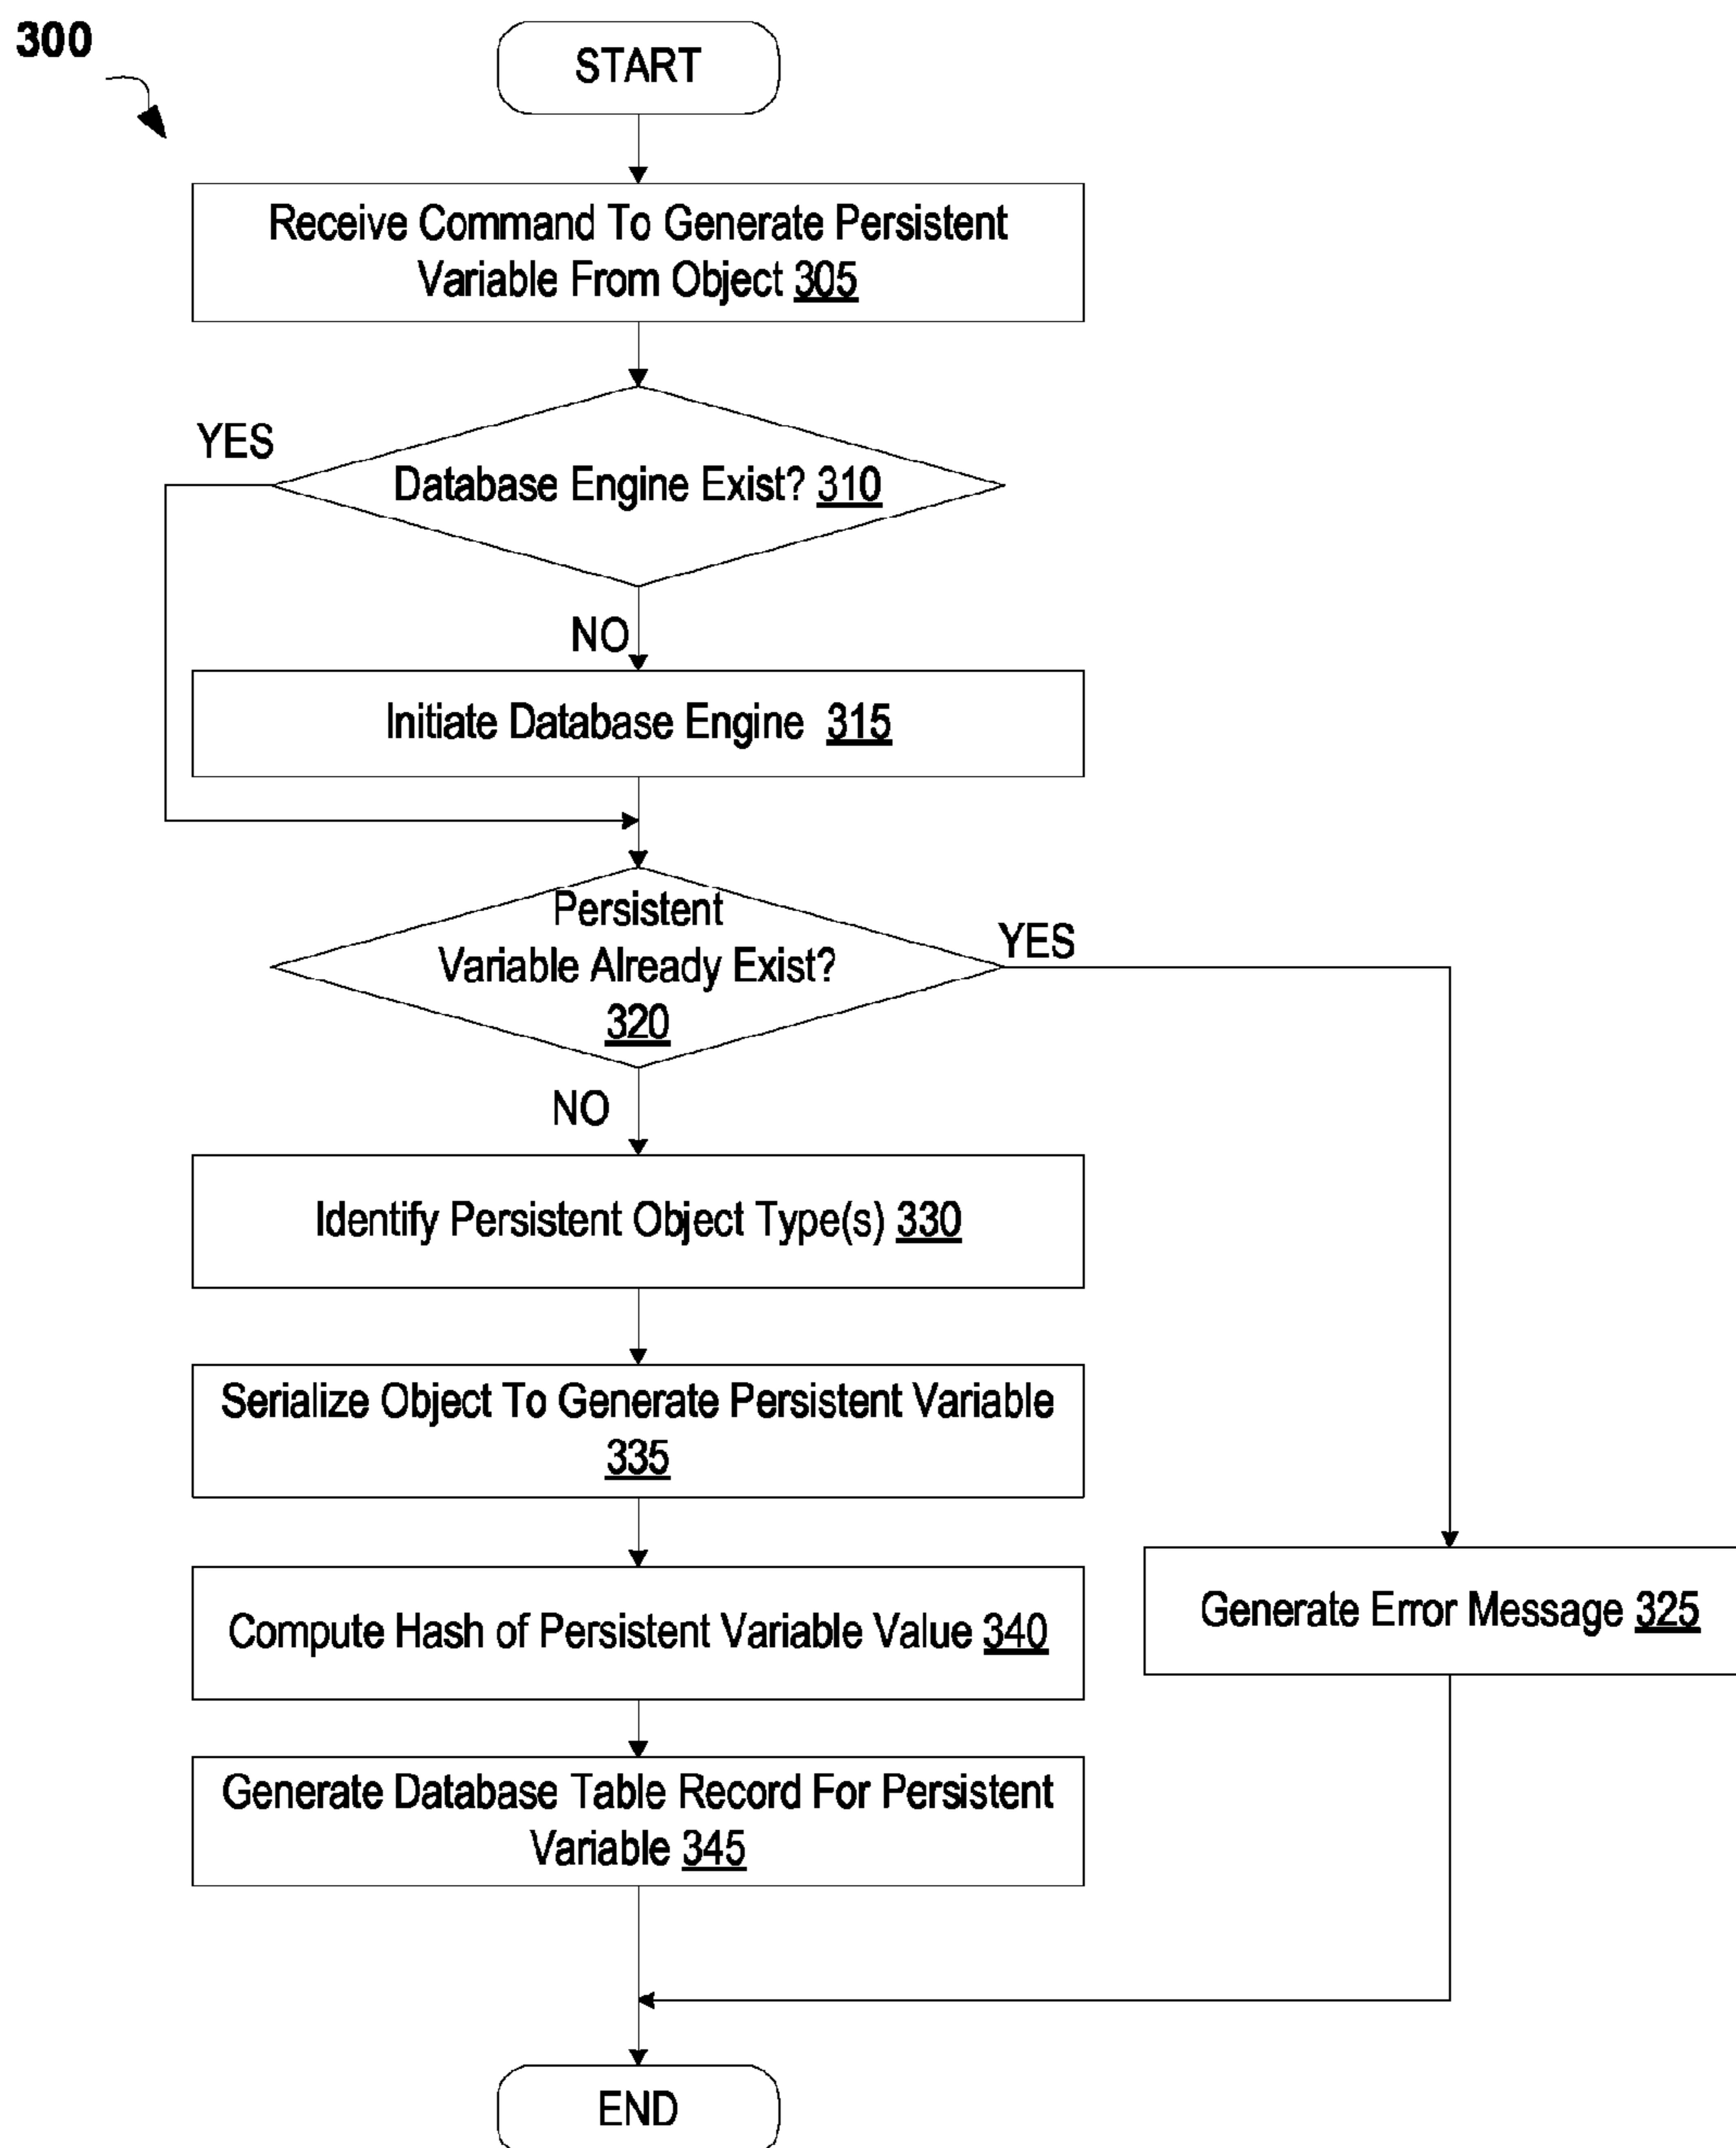 300
START
Receive Command To Generate Persistent
Variable From Object 305
YES
Database Engine Exist? 310
NO
Initiate Database Engine 315
Persistent
Variable Already Exist?
320
YES
NO
Identify Persistent Object Type(s) 330
Serialize Object To Generate Persistent Variable
335
Compute Hash of Persistent Variable Value 340
Generate Error Message 325
Generate Database Table Record For Persistent
Variable 345
END